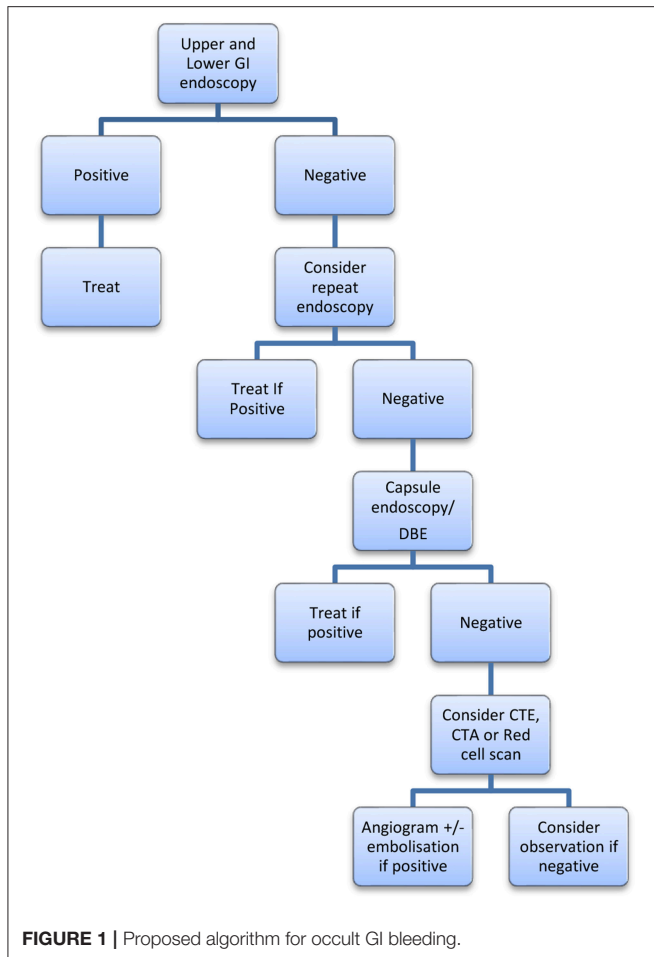 Upper and
Lower GI
endoscopy
Positive
Negative
Treat
Consider
repeat
endoscopy
Treat If
Positive
Negative
Capsule
endoscopy/
DBE
Treat if
positive
Negative
Consider CTE,
CTA or Red
cell scan
Angiogram +/-
embolisation
if positive
Consider
observation if
negative
FIGURE 1 | Proposed algorithm for occult GI bleeding.